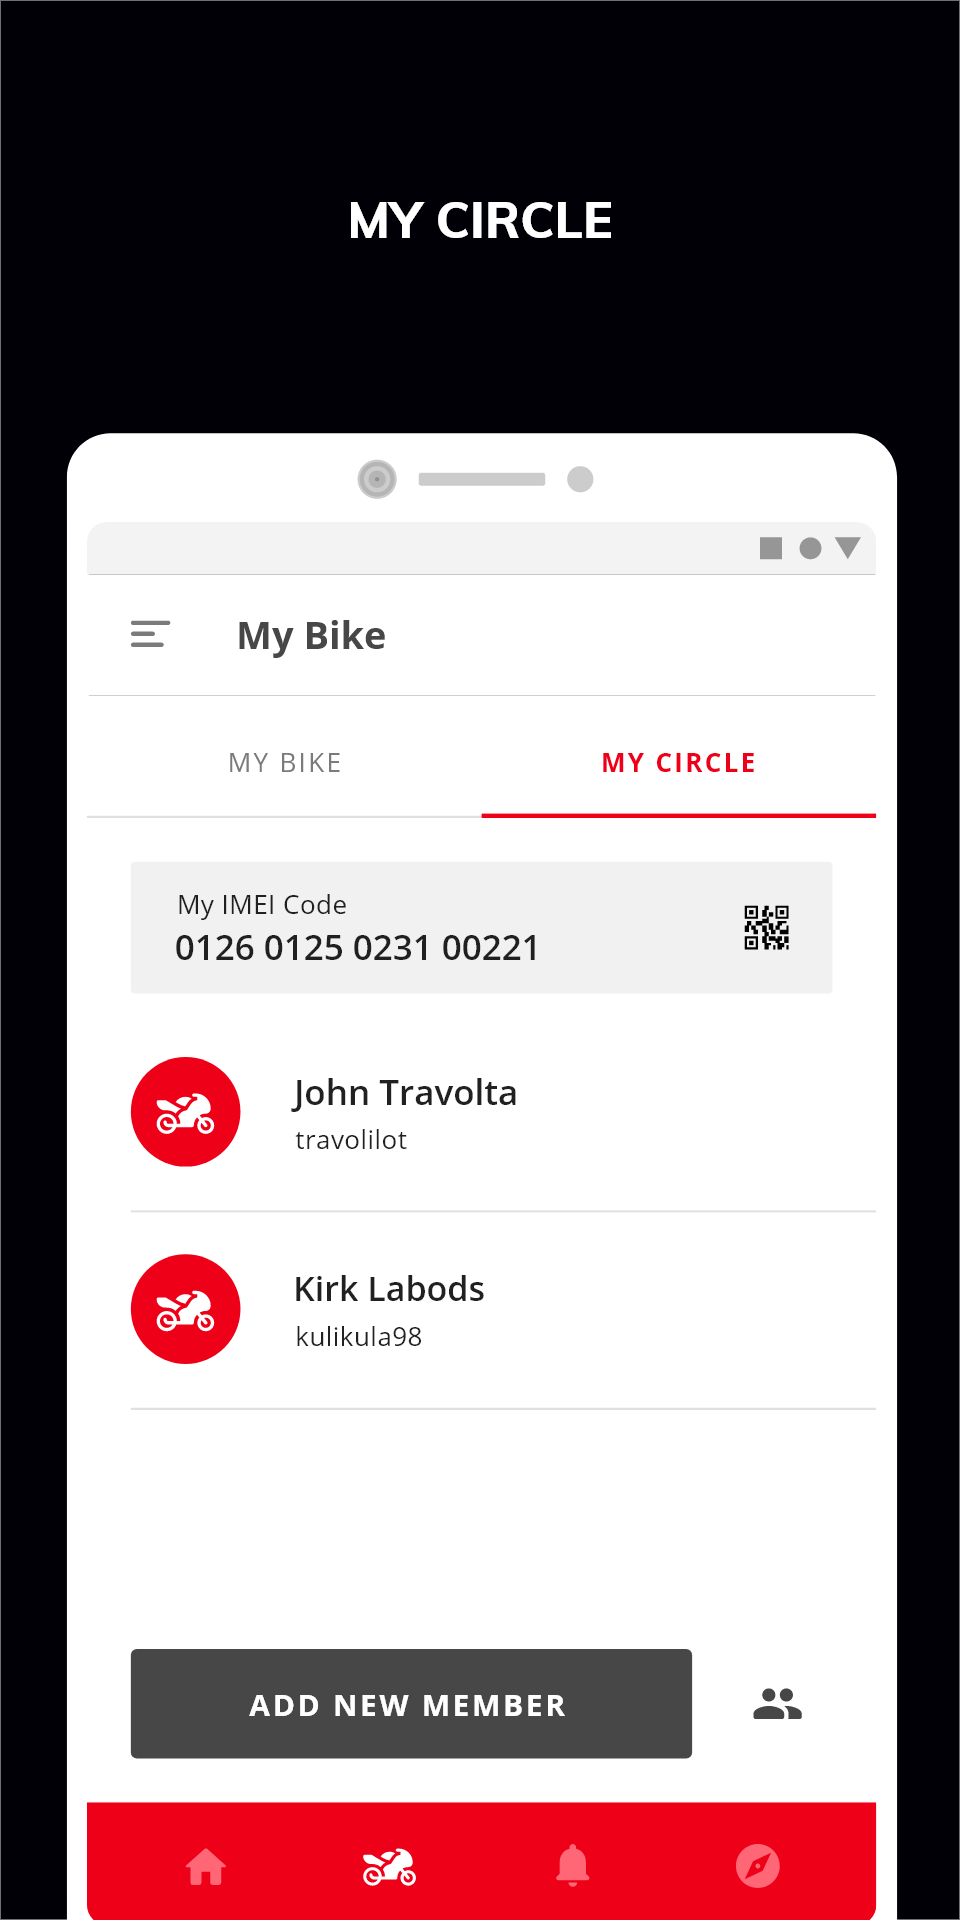 MY CIRCLE
My Bike
MY BIKE
MY CIRCLE
My IMEI Code
0126 0125 0231 00221
John Travolta
travolilot
Kirk Labods
kulikula98
ADD NEW MEMBER